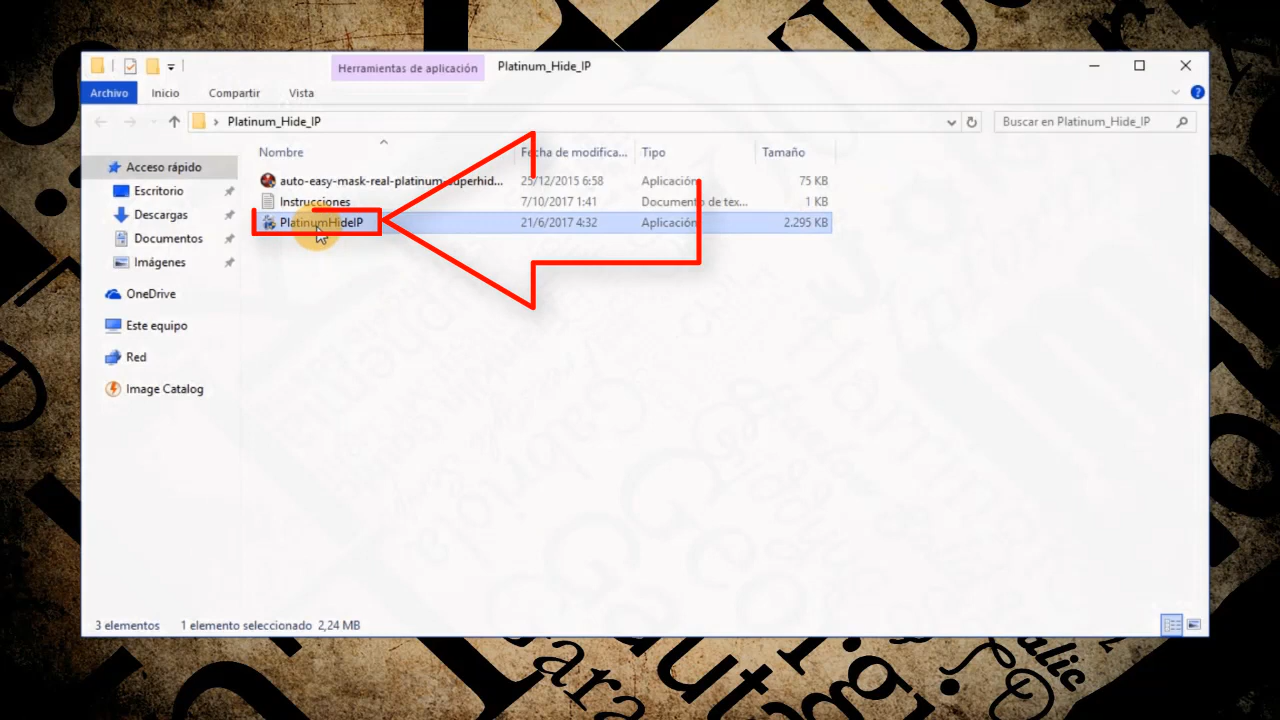 Herramientas de aplicación Platinum_Hide_IP
Archivo Inicio Compartir Vista
Platinum_Hide_IP Buscar en Platinum_Hide_IP
Nombre Fecha de modifica... Tipo Tamaño
Acceso rápido
Escritorio
Descargas
Documentos
Imágenes
OneDrive
Este equipo
Red
Image Catalog
auto-easy-mask-real-platinum-superhid... 25/12/2015 6:58 Aplicación 75 KB
Instrucciones 7/10/2017 1:41 Documento de tex... 1 KB
PlatinumHideIP 21/6/2017 4:32 Aplicación 2.295 KB
3 elementos 1 elemento seleccionado 2,24 MB